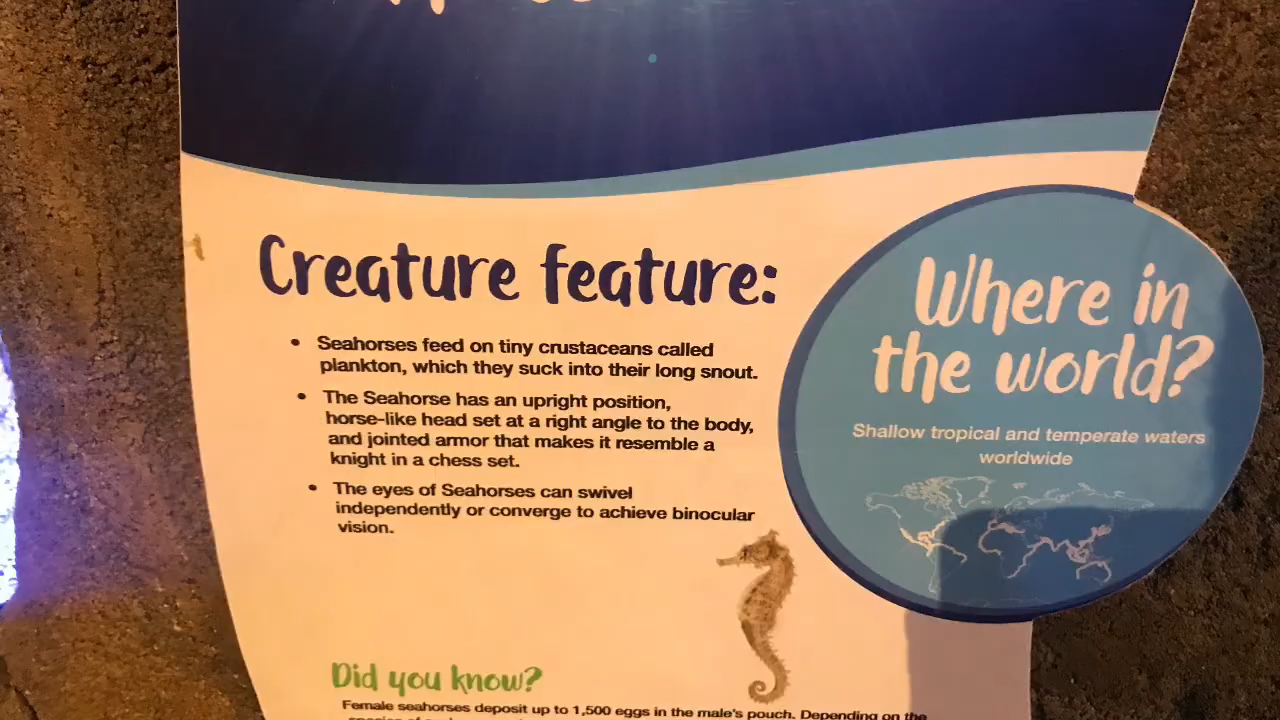 Creature feature:
• Seahorses feed on tiny crustaceans called
plankton, which they suck into their long snout.
• The Seahorse has an upright position,
horse-like head set at a right angle to the body,
and jointed armor that makes it resemble a
knight in a chess set.
• The eyes of Seahorses can swivel
independently or converge to achieve binocular
vision.
Where in
the world?
Shallow tropical and temperate waters
worldwide
Did you know?
Female seahorses deposit up to 1,500 eggs in the male's pouch. Depending on the